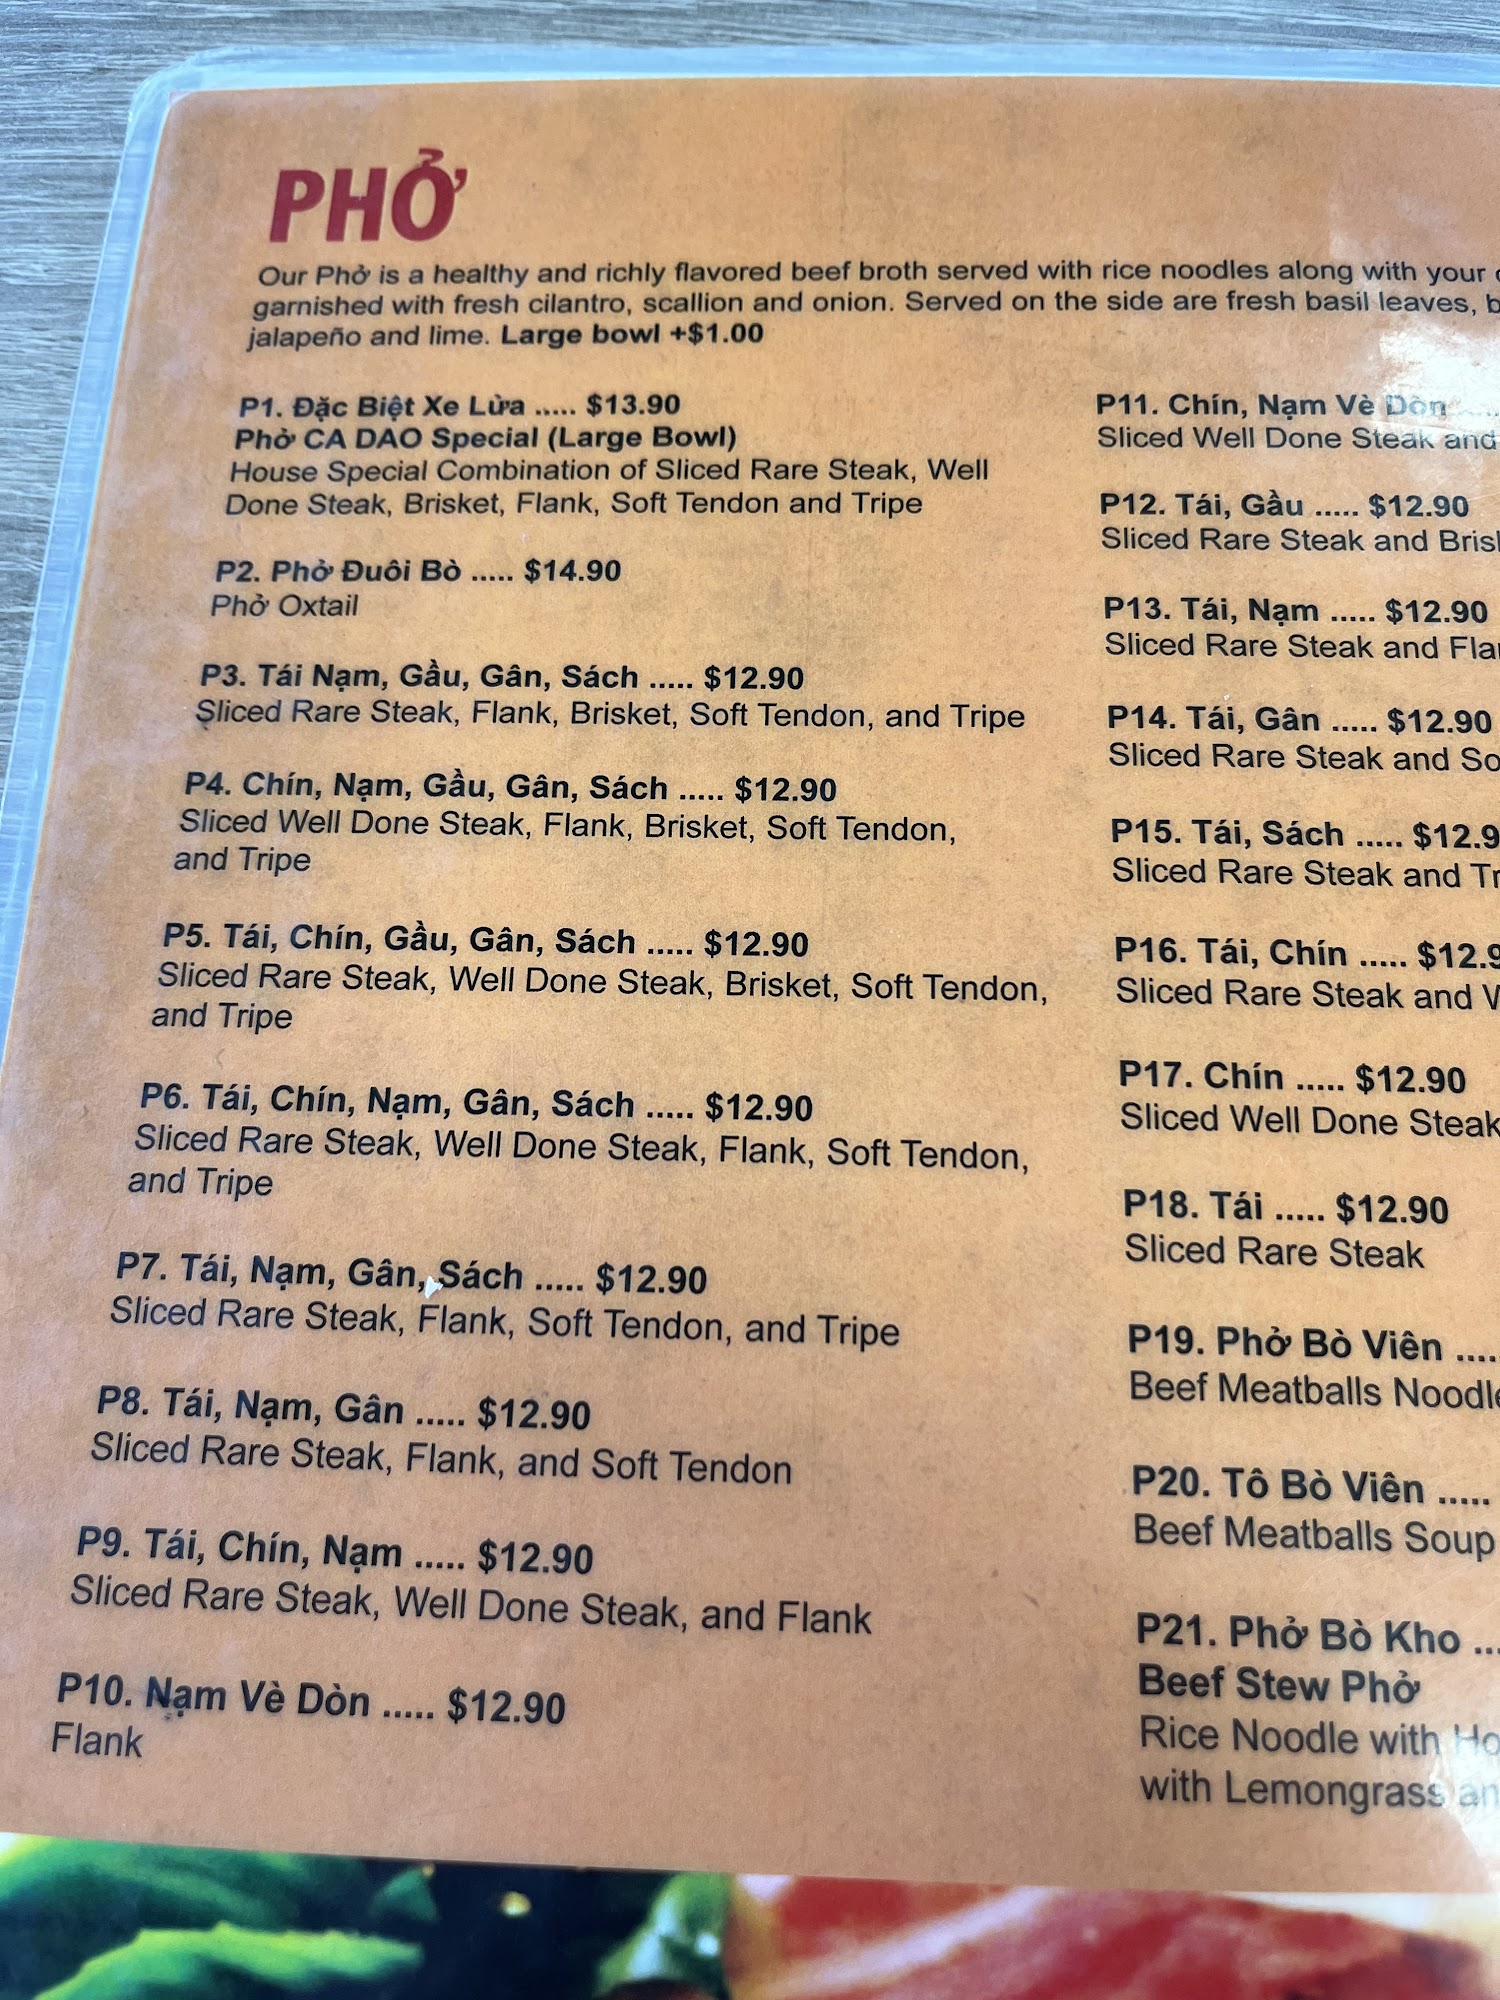 PHỞ
Our Phở is a healthy and richly flavored beef broth served with rice noodles along with your
garnished with fresh cilantro, scallion and onion. Served on the side are fresh basil leaves,
jalapeño and lime. Large bowl +$1.00
P1. Đặc Biệt Xe Lửa ..... $13.90
Phở CA DAO Special (Large Bowl)
House Special Combination of Sliced Rare Steak, Well
Done Steak, Brisket, Flank, Soft Tendon and Tripe
P2. Phở Đuôi Bò ..... $14.90
Phở Oxtail
P3. Tái Nạm, Gầu, Gân, Sách ..... $12.90
Sliced Rare Steak, Flank, Brisket, Soft Tendon, and Tripe
P4. Chín, Nạm, Gầu, Gân, Sách ..... $12.90
Sliced Well Done Steak, Flank, Brisket, Soft Tendon,
and Tripe
P5. Tái, Chín, Gầu, Gân, Sách ..... $12.90
Sliced Rare Steak, Well Done Steak, Brisket, Soft Tendon,
and Tripe
P6. Tái, Chín, Nạm, Gân, Sách ..... $12.90
Sliced Rare Steak, Well Done Steak, Flank, Soft Tendon,
and Tripe
P7. Tái, Nạm, Gân, Sách ..... $12.90
Sliced Rare Steak, Flank, Soft Tendon, and Tripe
P8. Tái, Nạm, Gân ..... $12.90
Sliced Rare Steak, Flank, and Soft Tendon
P9. Tái, Chín, Nạm ..... $12.90
Sliced Rare Steak, Well Done Steak, and Flank
P10. Nạm Vè Dòn ..... $12.90
Flank
P11. Chín, Nạm Vè Dòn
Sliced Well Done Steak and
P12. Tái, Gầu ..... $12.90
Sliced Rare Steak and
P13. Tái, Nạm ..... $12.90
Sliced Rare Steak and
P14. Tái, Gân ..... $12.90
Sliced Rare Steak and
P15. Tái, Sách ..... $12.9
Sliced Rare Steak and
P16. Tái, Chín ..... $12.9
Sliced Rare Steak and
P17. Chín ..... $12.90
Sliced Well Done Steak
P18. Tái ..... $12.90
Sliced Rare Steak
P19. Phở Bò Viên .....
Beef Meatballs
P20. Tô Bò Viên .....
Beef Meatballs Soup
P21. Phở Bò Kho ...
Beef Stew Phở
Rice Noodle with
with Lemongrass